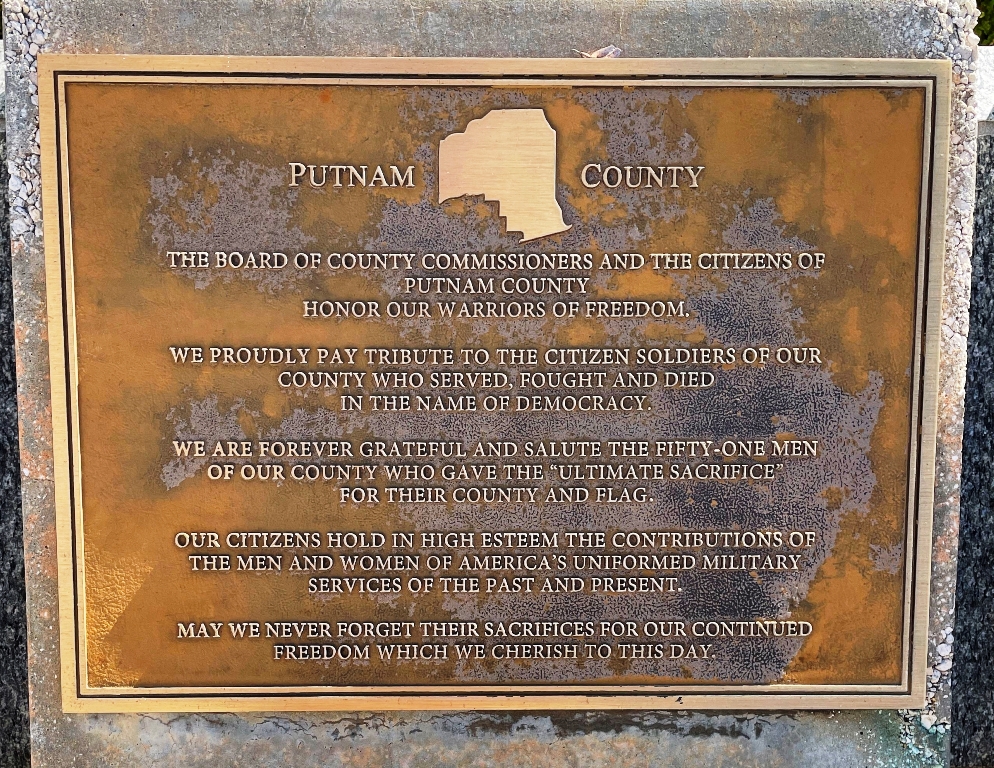 PUTNAM COUNTY
THE BOARD OF COUNTY COMMISSIONERS AND THE CITIZENS OF
PUTNAM COUNTY
HONOR OUR WARRIORS OF FREEDOM.
WE PROUDLY PAY TRIBUTE TO THE CITIZEN SOLDIERS OF OUR
COUNTY WHO SERVED, FOUGHT AND DIED
IN THE NAME OF DEMOCRACY.
WE ARE FOREVER GRATEFUL AND SALUTE THE FIFTY-ONE MEN
OF OUR COUNTY WHO GAVE THE "ULTIMATE SACRIFICE"
FOR THEIR COUNTY AND FLAG.
OUR CITIZENS HOLD IN HIGH ESTEEM THE CONTRIBUTIONS OF
THE MEN AND WOMEN OF AMERICA'S UNIFORMED MILITARY
SERVICES OF THE PAST AND PRESENT.
MAY WE NEVER FORGET THEIR SACRIFICES FOR OUR CONTINUED
FREEDOM WHICH WE CHERISH TO THIS DAY.